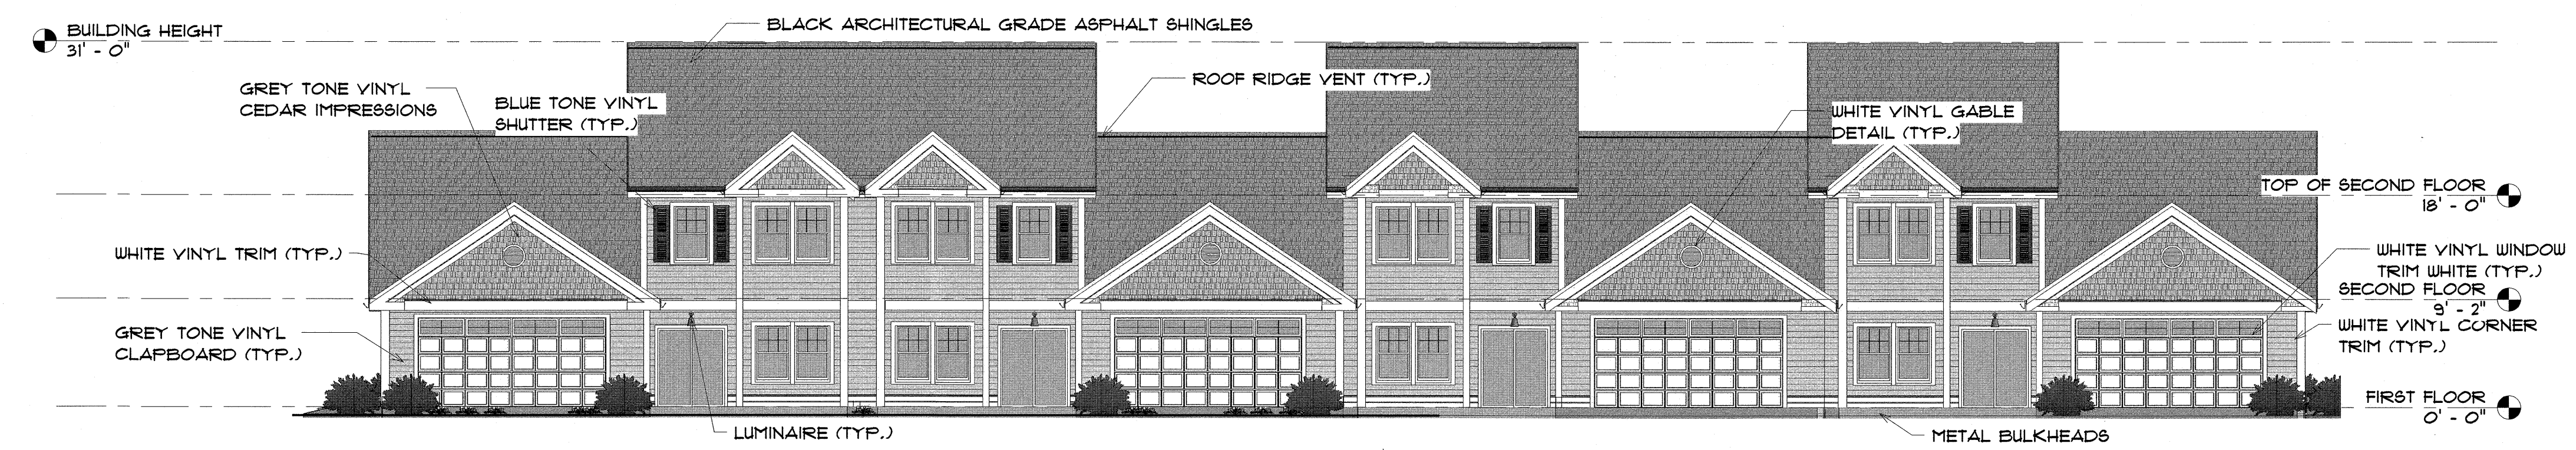 BLACK ARCHITECTURAL GRADE ASPHALT SHINGLES
BUILDING HEIGHT
31' - 0"
ROOF RIDGE VENT (TYP.)
GREY TONE VINYL
CEDAR IMPRESSIONS
BLUE TONE VINYL
SHUTTER (TYP.)
WHITE VINYL GABLE
DETAIL (TYP.)
TOP OF SECOND FLOOR
18' - 0"
WHITE VINYL TRIM (TYP.)
WHITE VINYL WINDOW
TRIM WHITE (TYP.)
SECOND FLOOR
9' - 2"
WHITE VINYL CORNER
TRIM (TYP.)
GREY TONE VINYL
CLAPBOARD (TYP.)
FIRST FLOOR
0' - 0"
LUMINAIRE (TYP.)
METAL BULKHEADS